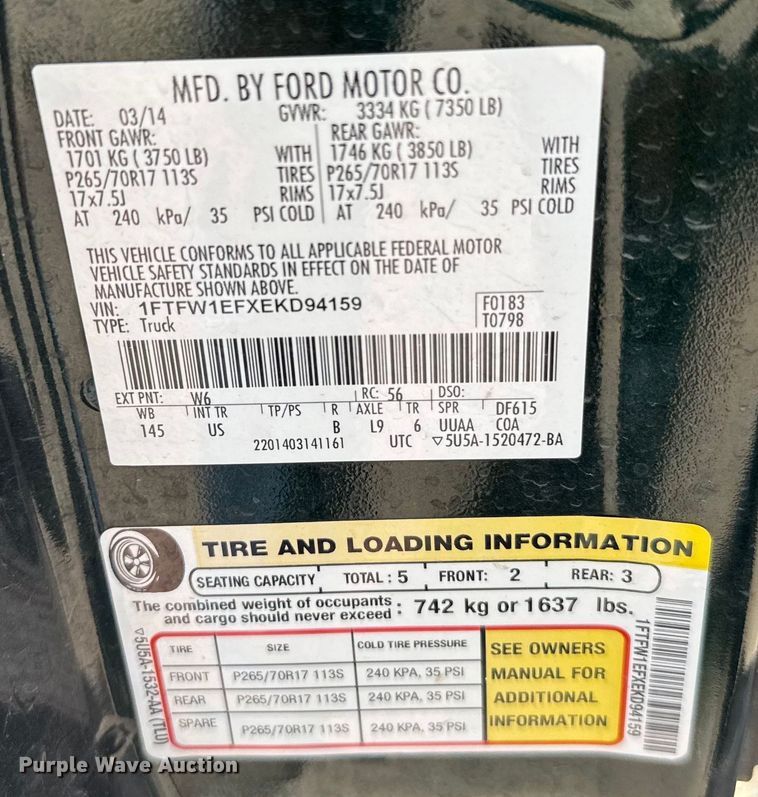 MFD. BY FORD MOTOR CO.
DATE: 03/14 GVWR: 3334 KG ( 7350 LB)
FRONT GAWR: REAR GAWR:
1701 KG ( 3750 LB) WITH 1746 KG ( 3850 LB) WITH
P265/70R17 113S TIRES P265/70R17 113S TIRES
17x7.5J RIMS 17x7.5J RIMS
AT 240 kPa/ 35 PSI COLD AT 240 kPa/ 35 PSI COLD
THIS VEHICLE CONFORMS TO ALL APPLICABLE FEDERAL MOTOR
VEHICLE SAFETY STANDARDS IN EFFECT ON THE DATE OF
MANUFACTURE SHOWN ABOVE.
VIN: 1FTFW1EFXEKD94159 F0183
TYPE: Truck T0798
EXT PNT: W6 RC: 56 DSO:
WB INT TR TP/PS R AXLE TR SPR DF615
145 US B L9 6 UUAA COA
2201403141161 UTC ▽5U5A-1520472-BA
TIRE AND LOADING INFORMATION
SEATING CAPACITY TOTAL : 5 FRONT: 2 REAR: 3
The combined weight of occupants
and cargo should never exceed : 742 kg or 1637 lbs.
TIRE SIZE COLD TIRE PRESSURE
FRONT P265/70R17 113S 240 KPA, 35 PSI
REAR P265/70R17 113S 240 KPA, 35 PSI
SPARE P265/70R17 113S 240 KPA, 35 PSI
SEE OWNERS
MANUAL FOR
ADDITIONAL
INFORMATION
▽5U5A-1532-AA (TLU)
1FTFW1EFXEKD94159
Purple Wave Auction